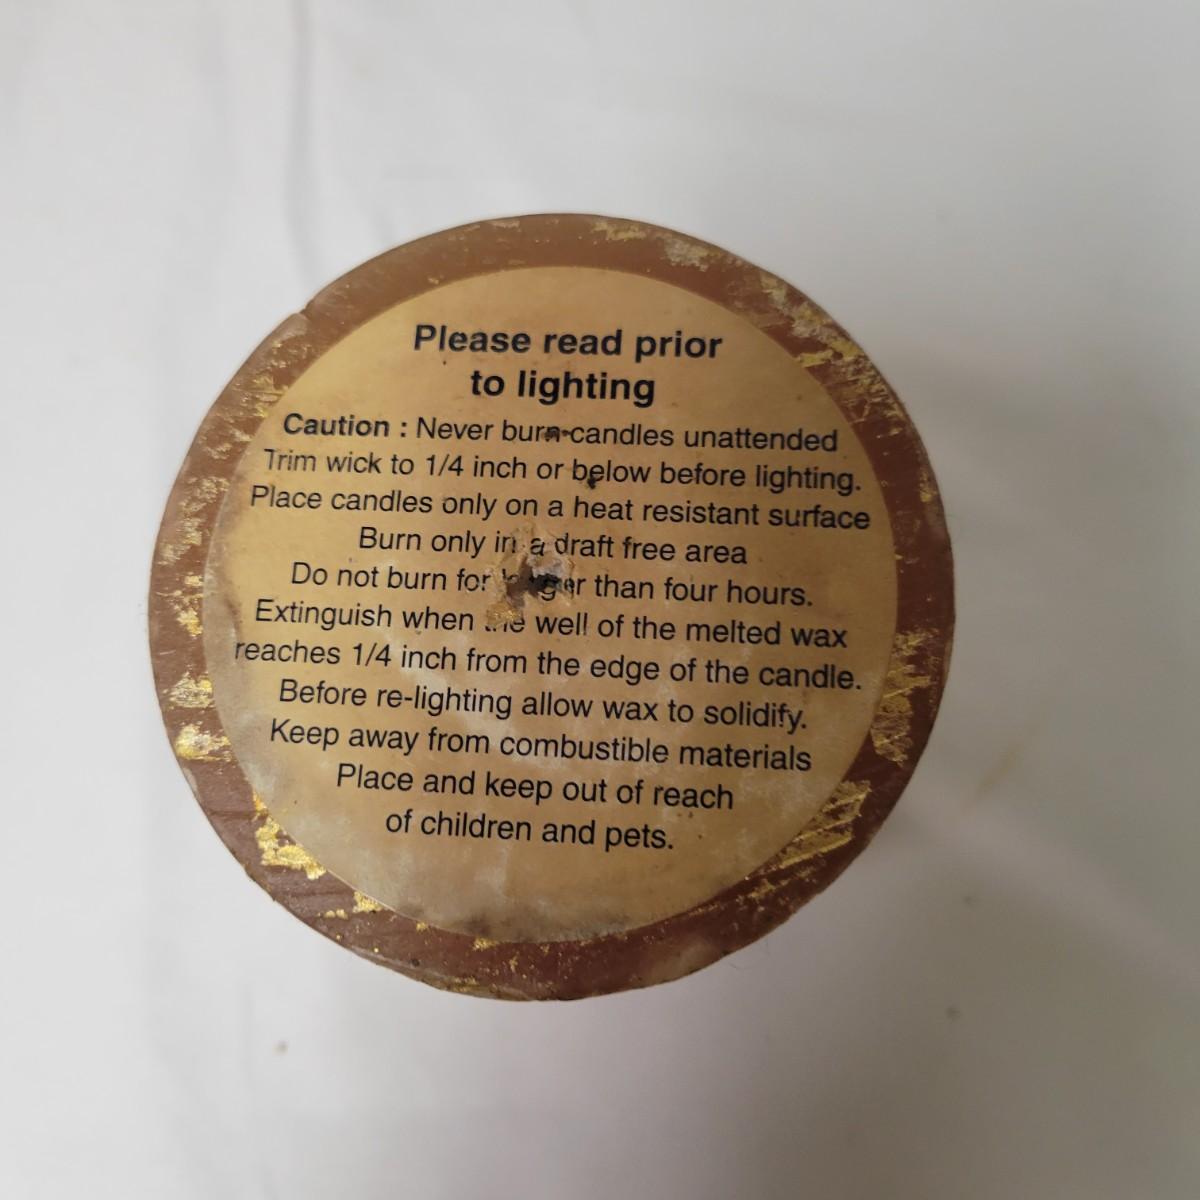 Please read prior
to lighting
Caution : Never burn candles unattended
Trim wick to 1/4 inch or below before lighting.
Place candles only on a heat resistant surface
Burn only in a draft free area
Do not burn for longer than four hours.
Extinguish when the well of the melted wax
reaches 1/4 inch from the edge of the candle.
Before re-lighting allow wax to solidify.
Keep away from combustible materials
Place and keep out of reach
of children and pets.